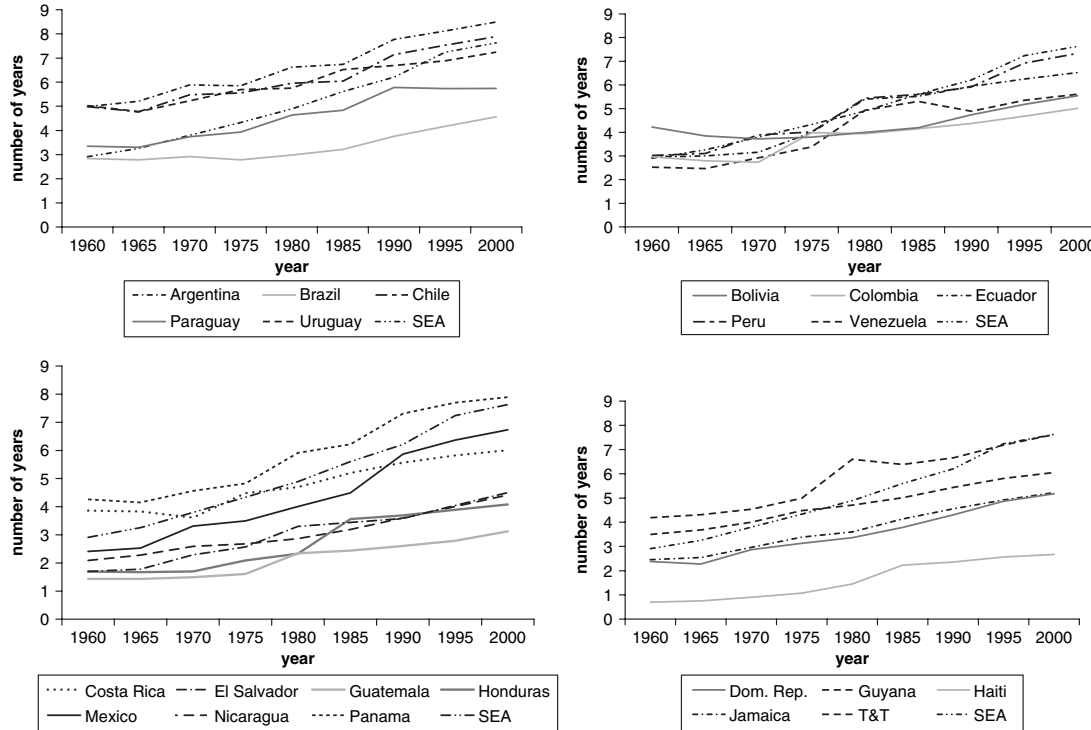 number of years
9
8
7
6
5
4
3
2
1
0
1960 1965 1970 1975 1980 1985 1990 1995 2000
year
Argentina Brazil Chile
Paraguay Uruguay SEA
number of years
9
8
7
6
5
4
3
2
1
0
1960 1965 1970 1975 1980 1985 1990 1995 2000
year
Bolivia Colombia Ecuador
Peru Venezuela SEA
number of years
9
8
7
6
5
4
3
2
1
0
1960 1965 1970 1975 1980 1985 1990 1995 2000
year
Costa Rica El Salvador Guatemala Honduras
Mexico Nicaragua Panama SEA
number of years
9
8
7
6
5
4
3
2
1
0
1960 1965 1970 1975 1980 1985 1990 1995 2000
year
Dom. Rep. Guyana Haiti
Jamaica T&T SEA